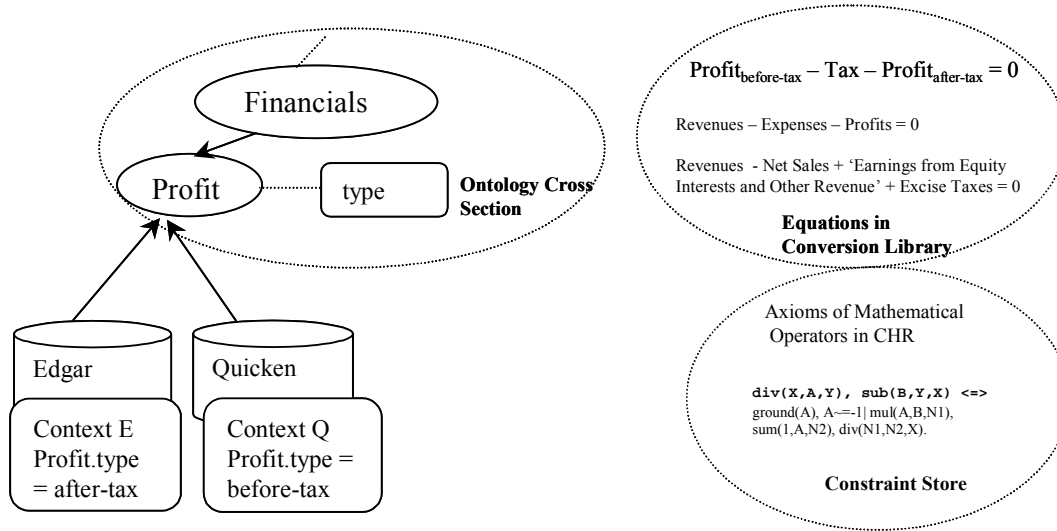 Financials
Profit
type
Ontology Cross
Section
Edgar
Quicken
Context E
Profit.type
= after-tax
Context Q
Profit.type =
before-tax
Profitbefore-tax – Tax – Profitafter-tax = 0
Revenues – Expenses – Profits = 0
Revenues - Net Sales + ‘Earnings from Equity
Interests and Other Revenue’ + Excise Taxes = 0
Equations in
Conversion Library
Axioms of Mathematical
Operators in CHR
div(X,A,Y), sub(B,Y,X) <=>
ground(A), A~=-1| mul(A,B,N1),
sum(1,A,N2), div(N1,N2,X).
Constraint Store